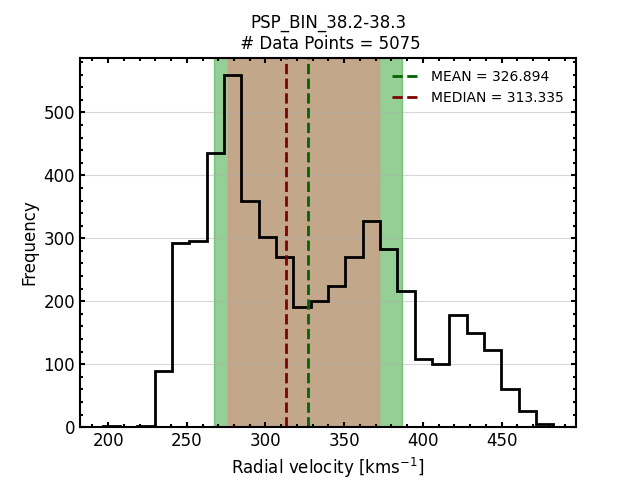 PSP_BIN_38.2-38.3
# Data Points = 5075
MEAN = 326.894
MEDIAN = 313.335
500
400
300
200
100
0
Frequency
200 250 300 350 400 450
Radial velocity [kms⁻¹]